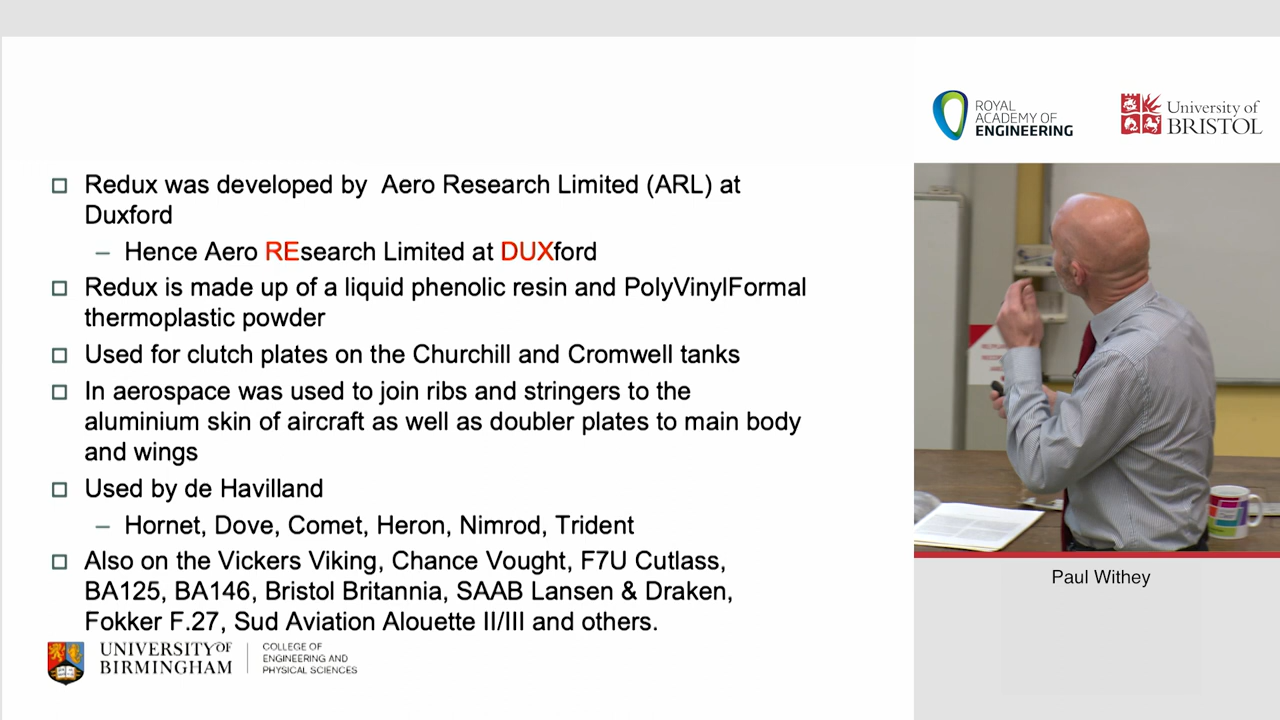 ROYAL
ACADEMY OF
ENGINEERING
University of
BRISTOL
Redux was developed by Aero Research Limited (ARL) at
Duxford
– Hence Aero REsearch Limited at DUXford
Redux is made up of a liquid phenolic resin and PolyVinylFormal
thermoplastic powder
Used for clutch plates on the Churchill and Cromwell tanks
In aerospace was used to join ribs and stringers to the
aluminium skin of aircraft as well as doubler plates to main body
and wings
Used by de Havilland
– Hornet, Dove, Comet, Heron, Nimrod, Trident
Also on the Vickers Viking, Chance Vought, F7U Cutlass,
BA125, BA146, Bristol Britannia, SAAB Lansen & Draken,
Fokker F.27, Sud Aviation Alouette II/III and others.
UNIVERSITY OF
BIRMINGHAM
COLLEGE OF
ENGINEERING AND
PHYSICAL SCIENCES
Paul Withey